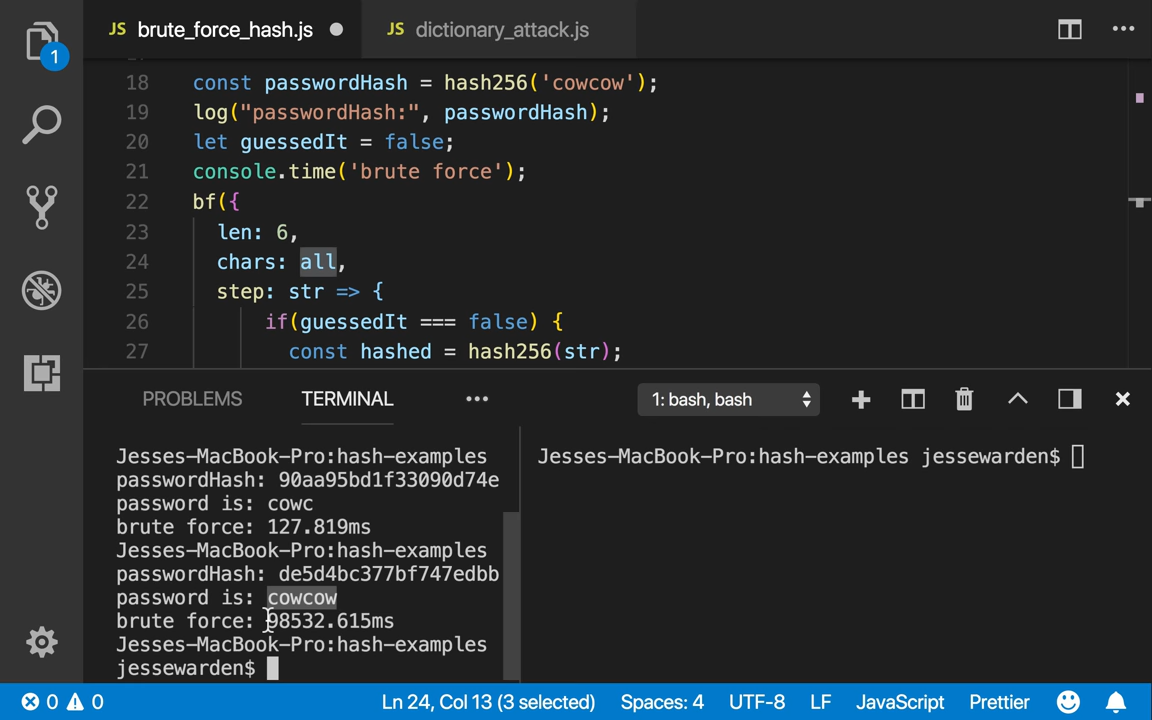 1
JS brute_force_hash.js
JS dictionary_attack.js
18 const passwordHash = hash256('cowcow');
19 log("passwordHash:", passwordHash);
20 let guessedIt = false;
21 console.time('brute force');
22 bf({
23 len: 6,
24 chars: all,
25 step: str => {
26 if(guessedIt === false) {
27 const hashed = hash256(str);
PROBLEMS TERMINAL ••• 1: bash, bash
Jesses-MacBook-Pro:hash-examples
passwordHash: 90aa95bd1f33090d74e
password is: cowc
brute force: 127.819ms
Jesses-MacBook-Pro:hash-examples
passwordHash: de5d4bc377bf747edbb
password is: cowcow
brute force: 98532.615ms
Jesses-MacBook-Pro:hash-examples
jessewarden$
Jesses-MacBook-Pro:hash-examples jessewarden$
0 0 Ln 24, Col 13 (3 selected) Spaces: 4 UTF-8 LF JavaScript Prettier